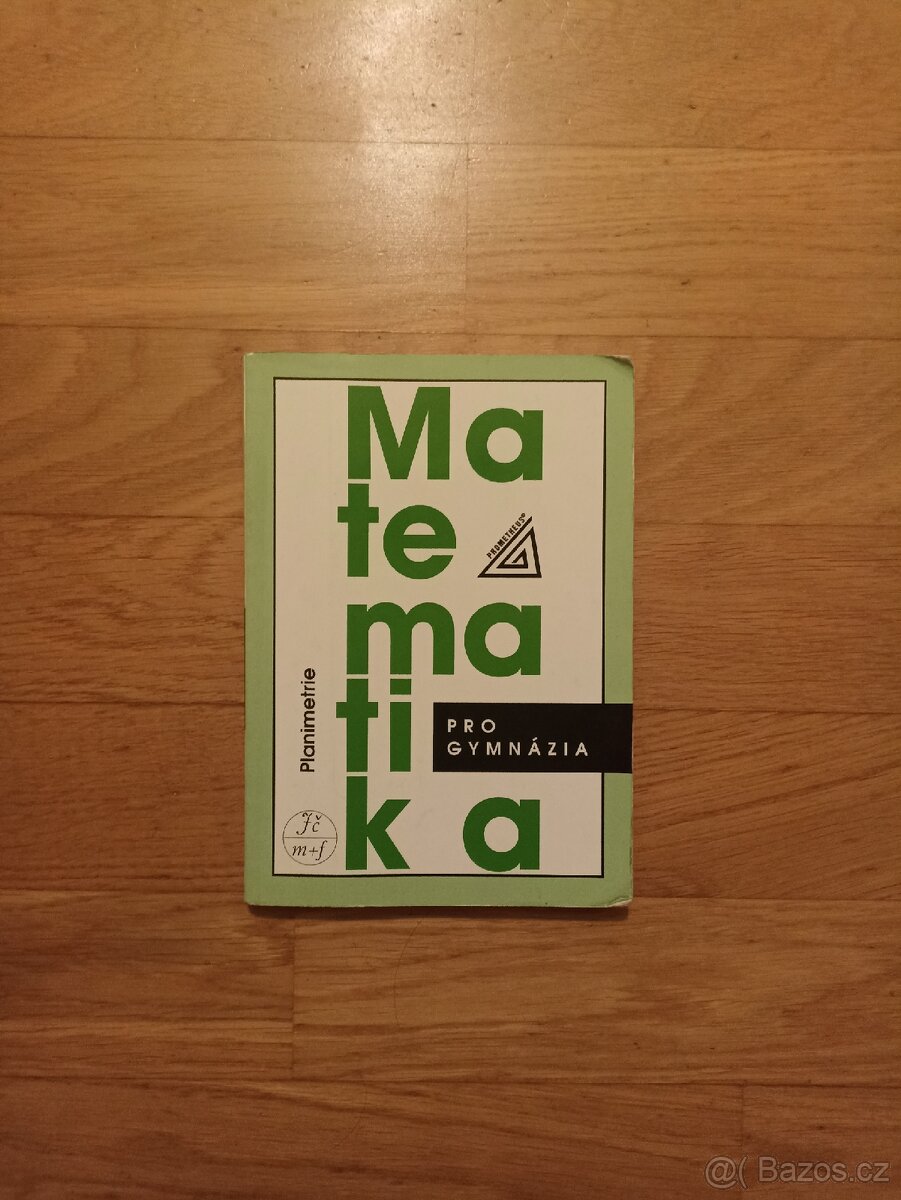 Ma
te
PROMETHEUS®
ma
ti
PRO
GYMNÁZIA
Planimetrie
k a
Jč
m+f
@( Bazos.cz